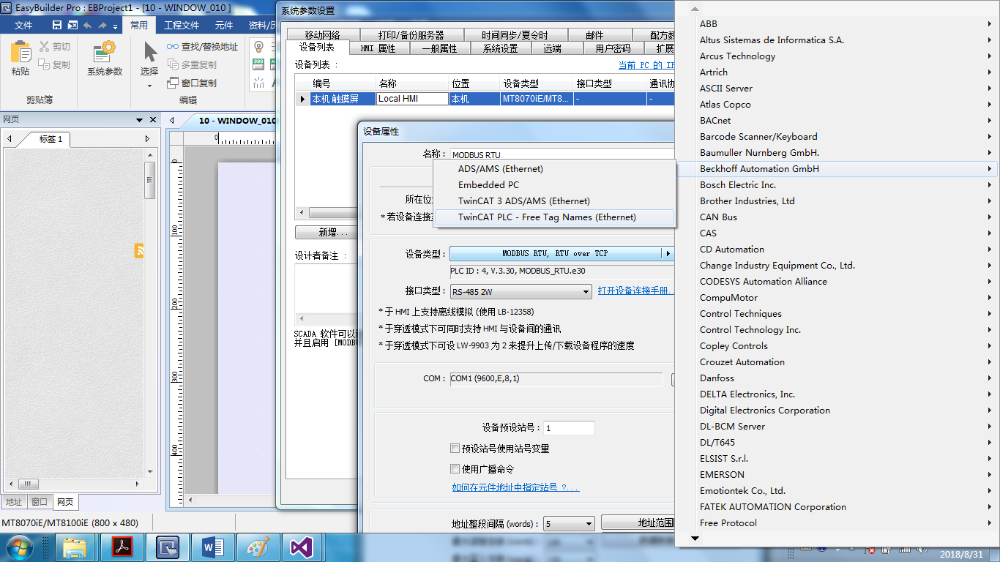 EasyBuilder Pro : EBProject1 - [10 - WINDOW_010 ]
文件
常用
工程文件
元件
资料/历
粘贴
剪切
复制
剪贴簿
系统参数
选择
查找/替换地址
多重复制
窗口复制
编辑
网页
标签 1
10 - WINDOW_010
地址
窗口
网页
MT8070iE/MT8100iE (800 x 480)
系统参数设置
移动网络
打印/备份服务器
时间同步/夏令时
邮件
配方数
设备列表
HMI 属性
一般属性
系统设置
远端
用户密码
扩展
设备列表 :
当前 PC 的 IP
编号
名称
位置
设备类型
接口类型
通讯协
本机 触摸屏
Local HMI
本机
MT8070iE/MT8...
-
-
新增...
设计者备注 :
SCADA 软件可以
并且启用 [MODBU
设备属性
名称 :
MODBUS RTU
所在位
*若设备连接
设备类型 :
MODBUS RTU, RTU over TCP
PLC ID : 4, V.3.30, MODBUS_RTU.e30
接口类型 :
RS-485 2W
打开设备连接手册..
* 于 HMI 上支持离线模拟 (使用 LB-12358)
* 于穿透模式下可同时支持 HMI 与设备间的通讯
* 于穿透模式下可设 LW-9903 为 2 来提升上传/下载设备程序的速度
COM :
COM1 (9600,E,8,1)
设备预设站号 :
1
预设站号使用站号变量
使用广播命令
如何在元件地址中指定站号 ?...
地址整段间隔 (words) :
5
地址范围
ADS/AMS (Ethernet)
Embedded PC
TwinCAT 3 ADS/AMS (Ethernet)
TwinCAT PLC - Free Tag Names (Ethernet)
ABB
Altus Sistemas de Informatica S.A.
Arcus Technology
Artrich
ASCII Server
Atlas Copco
BACnet
Barcode Scanner/Keyboard
Baumuller Nurnberg GmbH.
Beckhoff Automation GmbH
Bosch Electric Inc.
Brother Industries, Ltd
CAN Bus
CAS
CD Automation
Change Industry Equipment Co., Ltd.
CODESYS Automation Alliance
CompuMotor
Control Techniques
Control Technology Inc.
Copley Controls
Crouzet Automation
Danfoss
DELTA Electronics, Inc.
Digital Electronics Corporation
DL-BCM Server
DL/T645
ELSIST S.r.l.
EMERSON
Emotiontek Co., Ltd.
FATEK AUTOMATION Corporation
Free Protocol
2018/8/31